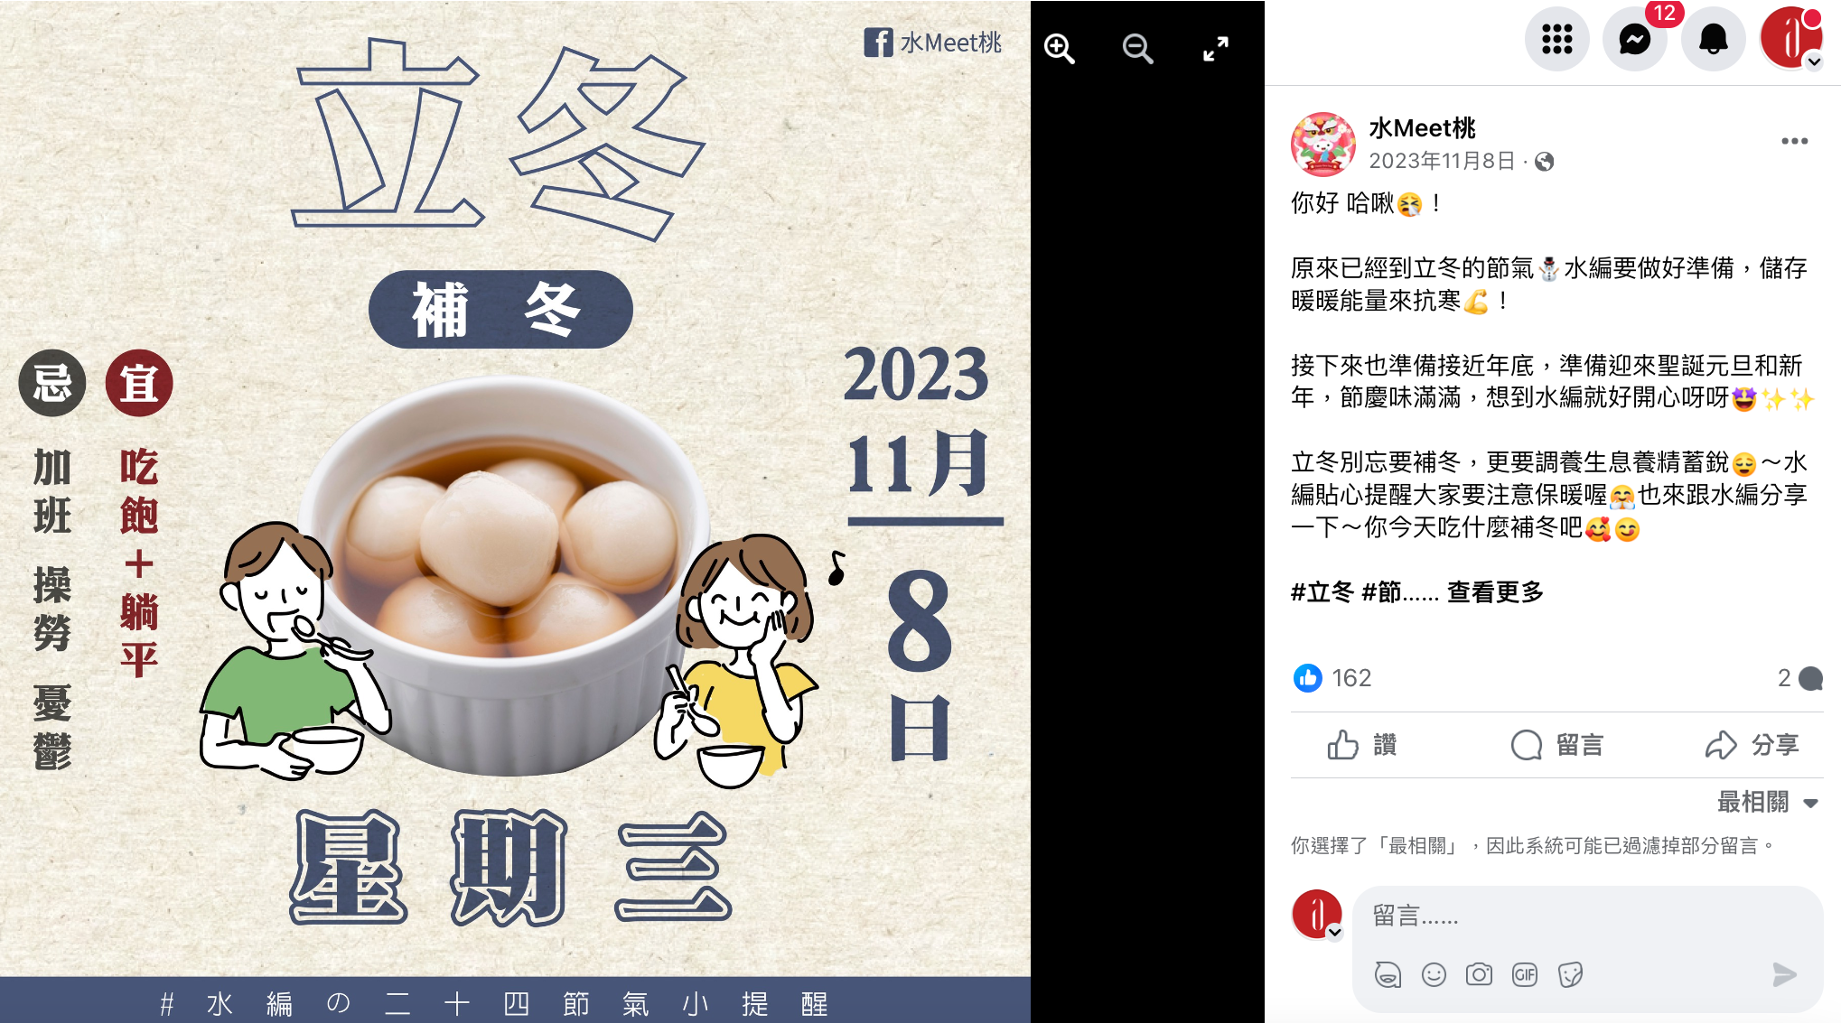 水Meet桃
立冬
補 冬
宜
吃飽＋躺平
忌
加班 操勞 憂鬱
2023
11月
8
日
星期三
#水編の二十四節氣小提醒
12
水Meet桃
2023年11月8日 ·
你好 哈啾🤧！
原來已經到立冬的節氣⛄水編要做好準備，儲存
暖暖能量來抗寒💪！
接下來也準備接近年底，準備迎來聖誕元旦和新
年，節慶味滿滿，想到水編就好開心呀呀🤩✨✨
立冬別忘要補冬，更要調養生息養精蓄銳😌～水
編貼心提醒大家要注意保暖喔🤗也來跟水編分享
一下～你今天吃什麼補冬吧🥰😋
#立冬 #節…… 查看更多
162
2
讚
留言
分享
最相關
你選擇了「最相關」，因此系統可能已過濾掉部分留言。
留言……
GIF